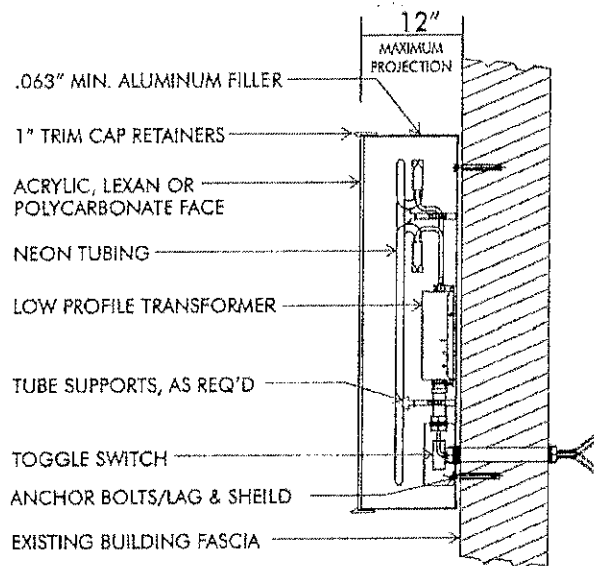 12"
MAXIMUM
PROJECTION
.063" MIN. ALUMINUM FILLER
1" TRIM CAP RETAINERS
ACRYLIC, LEXAN OR
POLYCARBONATE FACE
NEON TUBING
LOW PROFILE TRANSFORMER
TUBE SUPPORTS, AS REQ'D
TOGGLE SWITCH
ANCHOR BOLTS/LAG & SHEILD
EXISTING BUILDING FASCIA